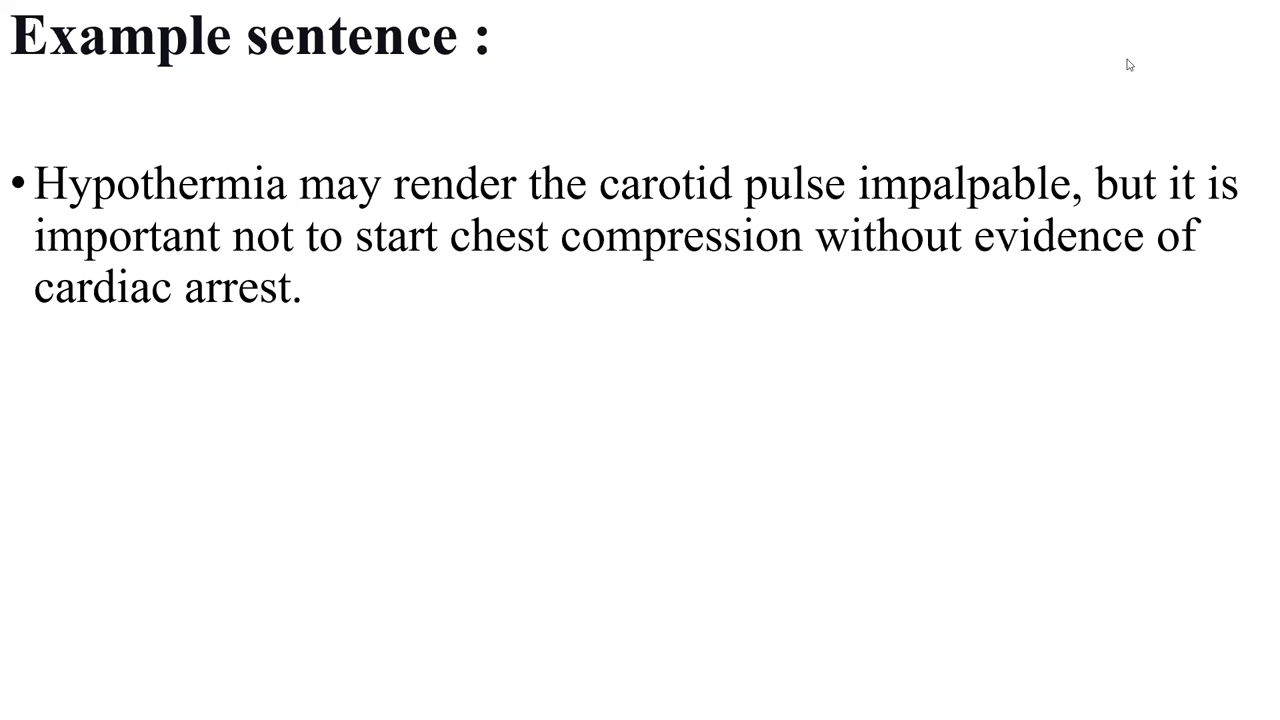 Example sentence :
• Hypothermia may render the carotid pulse impalpable, but it is
important not to start chest compression without evidence of
cardiac arrest.